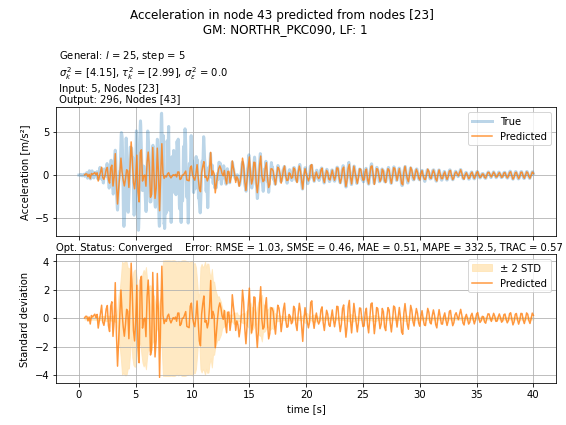 Acceleration in node 43 predicted from nodes [23]
GM: NORTHR_PKC090, LF: 1
General: l = 25, step = 5
σ²ₖ = [4.15], τ²ₖ = [2.99], σ²ε = 0.0
Input: 5, Nodes [23]
Output: 296, Nodes [43]
Acceleration [m/s²]
5
0
−5
True
Predicted
Opt. Status: Converged Error: RMSE = 1.03, SMSE = 0.46, MAE = 0.51, MAPE = 332.5, TRAC = 0.57
Standard deviation
4
2
0
−2
−4
± 2 STD
Predicted
0 5 10 15 20 25 30 35 40
time [s]